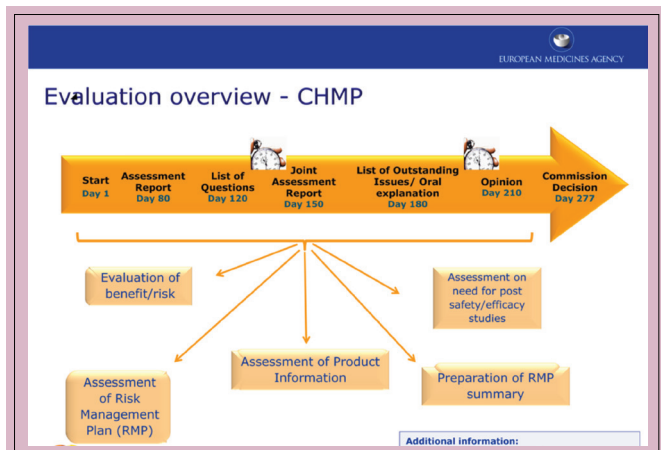 EUROPEAN MEDICINES AGENCY
Evaluation overview - CHMP
Start
Day 1
Assessment
Report
Day 80
List of
Questions
Day 120
Joint
Assessment
Report
Day 150
List of Outstanding
Issues/ Oral
explanation
Day 180
Opinion
Day 210
Commission
Decision
Day 277
Evaluation of
benefit/risk
Assessment on
need for post
safety/efficacy
studies
Assessment of Product
Information
Assessment
of Risk
Management
Plan (RMP)
Preparation of RMP
summary
Additional information: